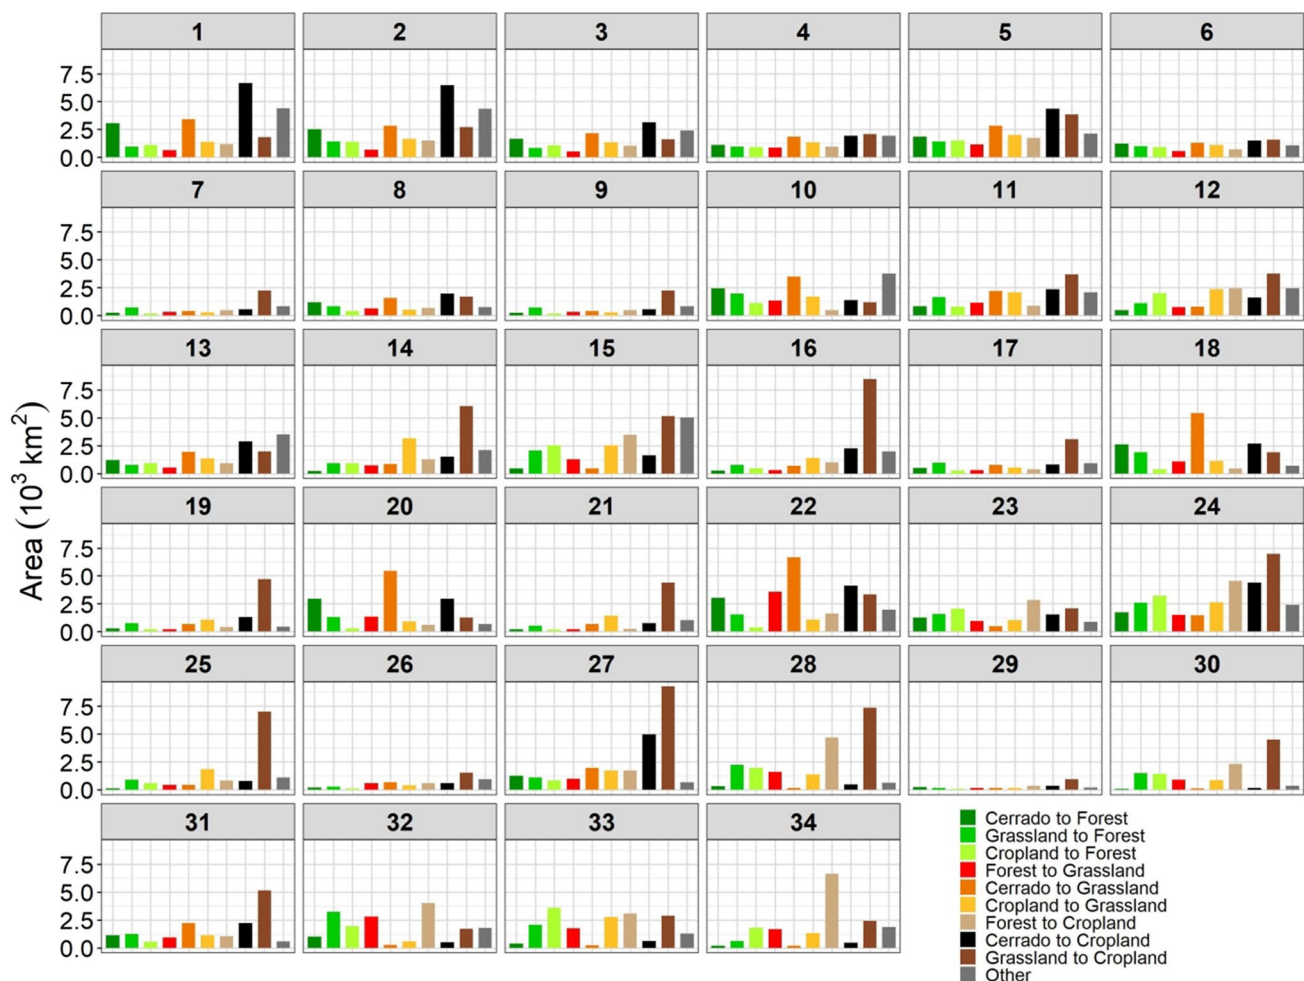 1 2 3 4 5 6
7.5
5.0
2.5
0.0
7 8 9 10 11 12
7.5
5.0
2.5
0.0
13 14 15 16 17 18
7.5
5.0
2.5
0.0
19 20 21 22 23 24
7.5
5.0
2.5
0.0
25 26 27 28 29 30
7.5
5.0
2.5
0.0
31 32 33 34
7.5
5.0
2.5
0.0
Area (10³ km²)
Cerrado to Forest
Grassland to Forest
Cropland to Forest
Forest to Grassland
Cerrado to Grassland
Cropland to Grassland
Forest to Cropland
Cerrado to Cropland
Grassland to Cropland
Other